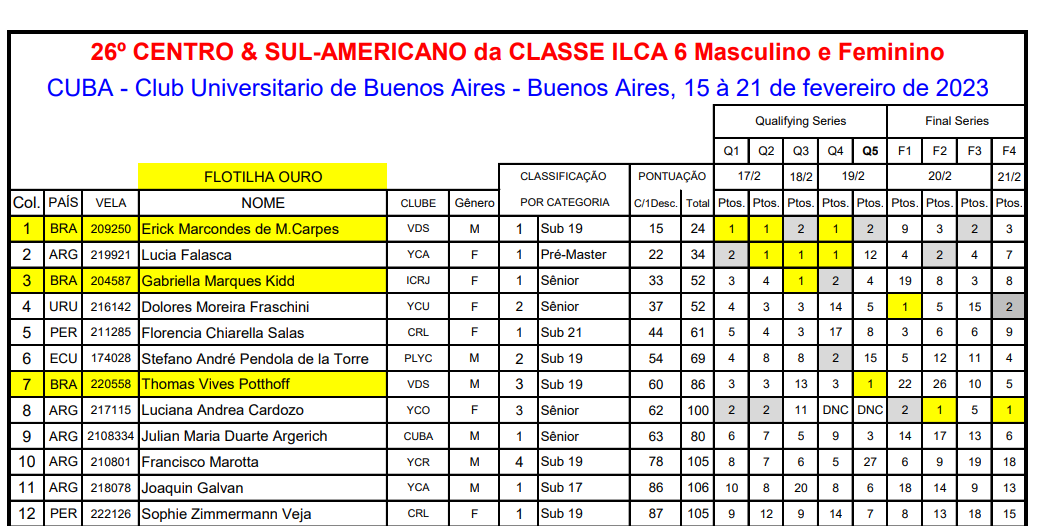 26º CENTRO & SUL-AMERICANO da CLASSE ILCA 6 Masculino e Feminino
CUBA - Club Universitario de Buenos Aires - Buenos Aires, 15 à 21 de fevereiro de 2023
Qualifying Series Final Series
Q1 Q2 Q3 Q4 Q5 F1 F2 F3 F4
FLOTILHA OURO CLASSIFICAÇÃO PONTUAÇÃO 17/2 18/2 19/2 20/2 21/2
Col. PAÍS VELA NOME CLUBE Gênero POR CATEGORIA C/1Desc. Total Ptos. Ptos. Ptos. Ptos. Ptos. Ptos. Ptos. Ptos. Ptos.
1 BRA 209250 Erick Marcondes de M.Carpes VDS M 1 Sub 19 15 24 1 1 2 1 2 9 3 2 3
2 ARG 219921 Lucia Falasca YCA F 1 Pré-Master 22 34 2 1 1 1 12 4 2 4 7
3 BRA 204587 Gabriella Marques Kidd ICRJ F 1 Sênior 33 52 3 4 1 2 4 19 8 3 8
4 URU 216142 Dolores Moreira Fraschini YCU F 2 Sênior 37 52 4 3 3 14 5 1 5 15 2
5 PER 211285 Florencia Chiarella Salas CRL F 1 Sub 21 44 61 5 4 3 17 8 3 6 6 9
6 ECU 174028 Stefano André Pendola de la Torre PLYC M 2 Sub 19 54 69 4 8 8 2 15 5 12 11 4
7 BRA 220558 Thomas Vives Potthoff VDS M 3 Sub 19 60 86 3 3 13 3 1 22 26 10 5
8 ARG 217115 Luciana Andrea Cardozo YCO F 3 Sênior 62 100 2 2 11 DNC DNC 2 1 5 1
9 ARG 2108334 Julian Maria Duarte Argerich CUBA M 1 Sênior 63 80 6 7 5 9 3 14 17 13 6
10 ARG 210801 Francisco Marotta YCR M 4 Sub 19 78 105 8 7 6 5 27 6 9 19 18
11 ARG 218078 Joaquin Galvan YCA M 1 Sub 17 86 106 10 8 20 8 6 18 14 9 13
12 PER 222126 Sophie Zimmermann Veja CRL F 1 Sub 19 87 105 9 12 9 14 7 8 13 18 15